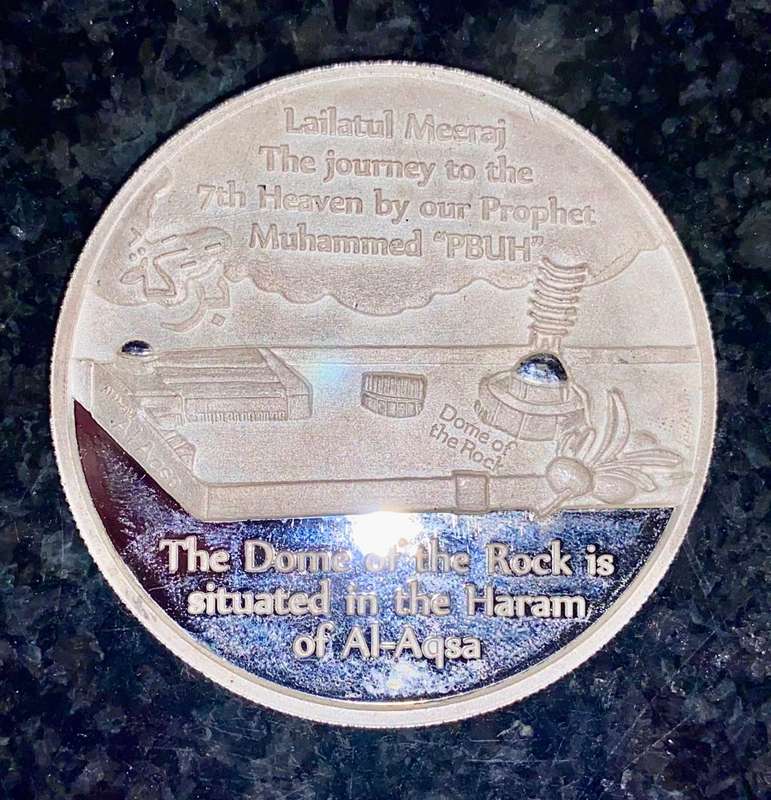 Lailatul Meeraj
The journey to the
7th Heaven by our Prophet
Muhammed "PBUH"
Dome of
the Rock
The Dome of the Rock is
situated in the Haram
of Al-Aqsa